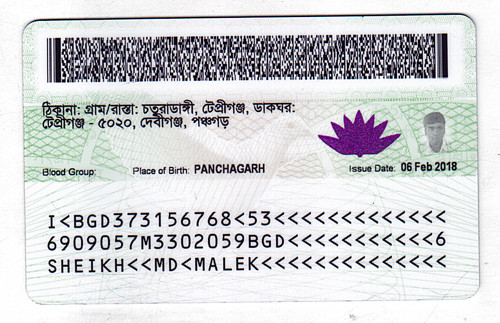 ঠিকানা: গ্রাম/রাস্তা: চতুরাডাঙ্গী, টেপ্রীগঞ্জ, ডাকঘর:
টেপ্রীগঞ্জ - ৫০২০, দেবীগঞ্জ, পঞ্চগড়
Blood Group: Place of Birth: PANCHAGARH Issue Date: 06 Feb 2018
I<BGD373156768<53<<<<<<<<<<<<<
6909057M3302059BGD<<<<<<<<<<<6
SHEIKH<<MD<MALEK<<<<<<<<<<<<<<